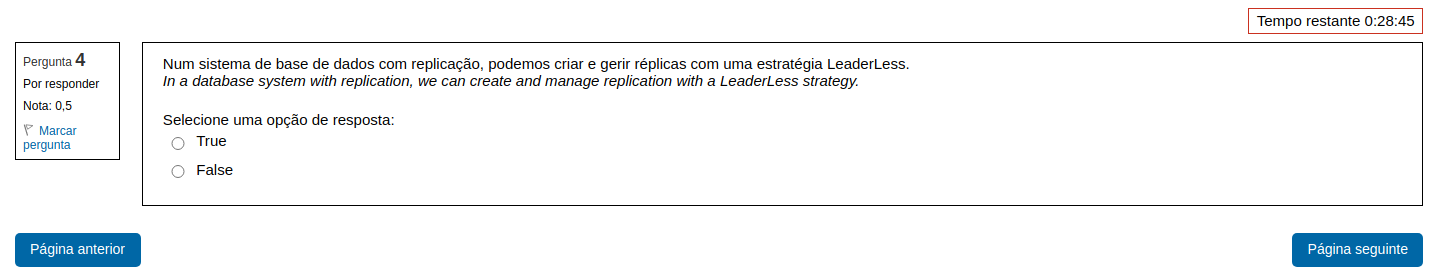 Tempo restante 0:28:45
Pergunta 4
Por responder
Nota: 0,5
Marcar
pergunta
Num sistema de base de dados com replicação, podemos criar e gerir réplicas com uma estratégia LeaderLess.
In a database system with replication, we can create and manage replication with a LeaderLess strategy.
Selecione uma opção de resposta:
True
False
Página anterior
Página seguinte